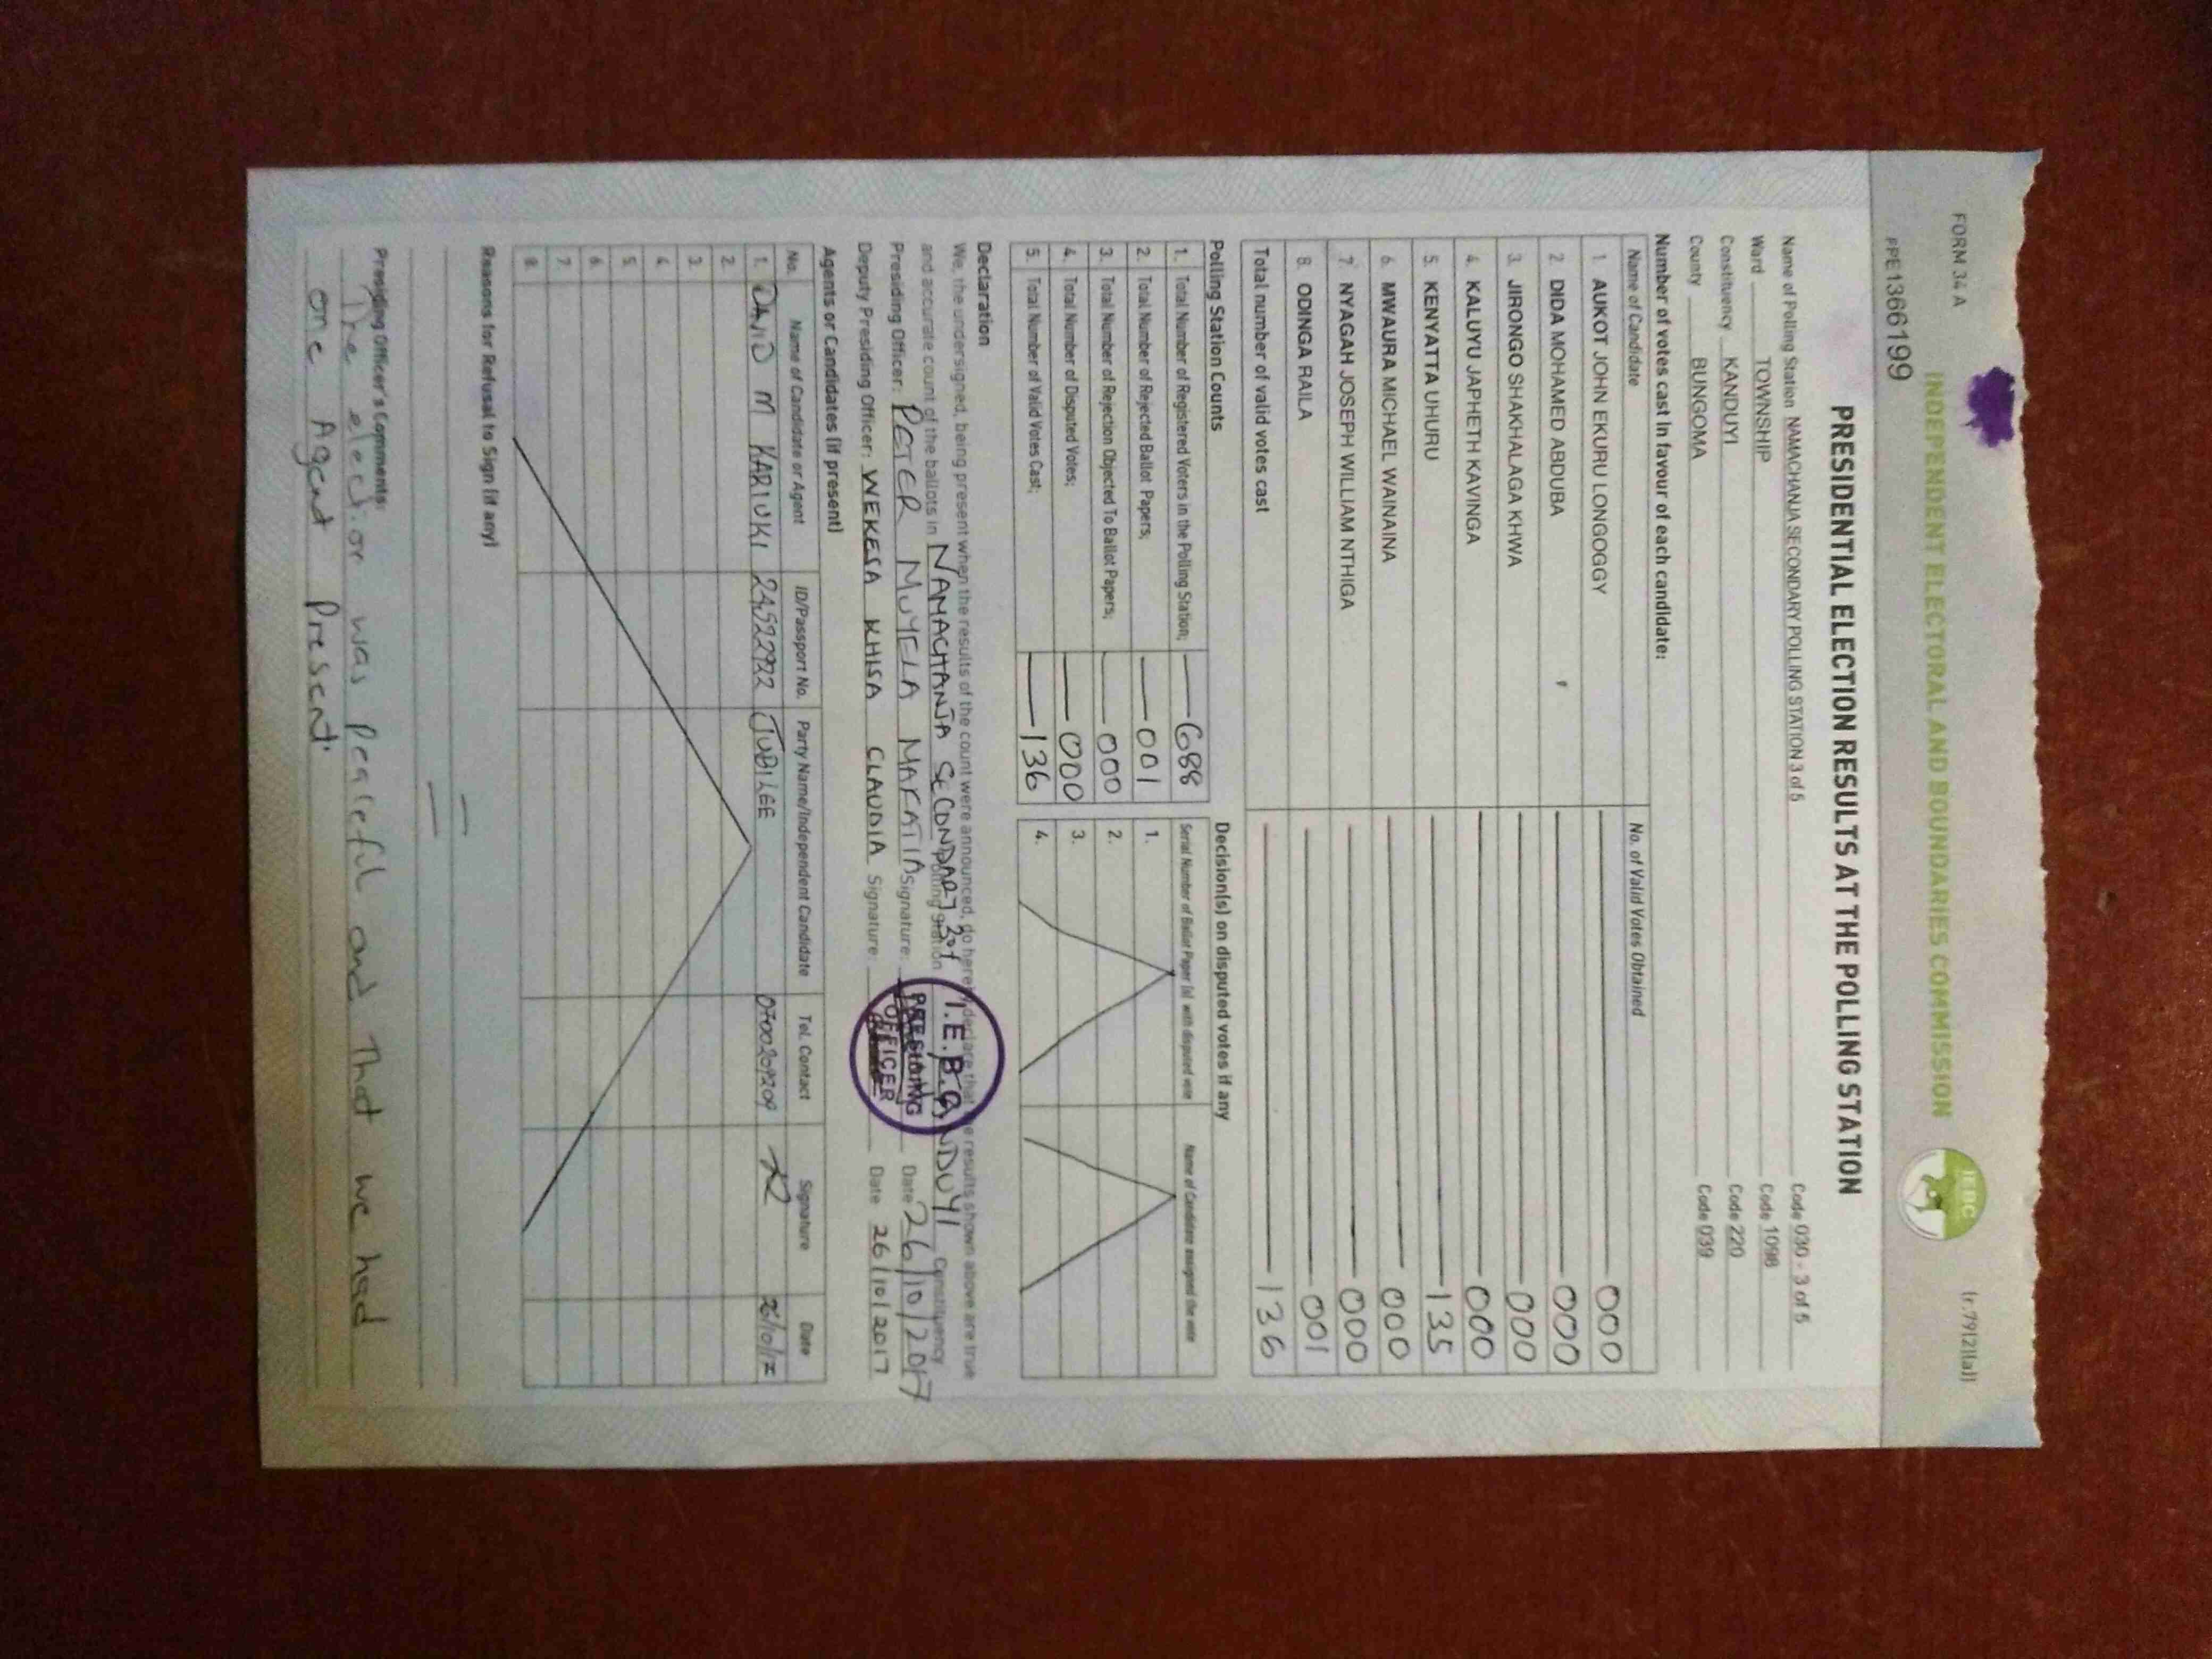 FORM 34 A
(r.79(2)(a))
INDEPENDENT ELECTORAL AND BOUNDARIES COMMISSION
IEBC
PPE1366199
PRESIDENTIAL ELECTION RESULTS AT THE POLLING STATION
Name of Polling Station NAMACHANJA SECONDARY POLLING STATION 3 of 5 Code 030 - 3 of 5
Ward TOWNSHIP Code 1098
Constituency KANDUYI Code 220
County BUNGOMA Code 039
Number of votes cast in favour of each candidate:
Name of Candidate No. of Valid Votes Obtained
1. AUKOT JOHN EKURU LONGOGGY 000
2 DIDA MOHAMED ABDUBA 000
3. JIRONGO SHAKHALAGA KHWA 000
4. KALUYU JAPHETH KAVINGA 000
5. KENYATTA UHURU 135
6. MWAURA MICHAEL WAINAINA 000
7. NYAGAH JOSEPH WILLIAM NTHIGA 000
8. ODINGA RAILA 001
Total number of valid votes cast 136
Polling Station Counts
1. Total Number of Registered Voters in the Polling Station; 688
2. Total Number of Rejected Ballot Papers; 001
3. Total Number of Rejection Objected To Ballot Papers; 000
4. Total Number of Disputed Votes; 000
5. Total Number of Valid Votes Cast; 136
Decision(s) on disputed votes if any
Serial Number of Ballot Paper (s) with disputed vote Name of Candidate assigned the vote
1.
2.
3.
4.
Declaration
We, the undersigned, being present when the results of the count were announced, do hereby declare that the results shown above are true
and accurate count of the ballots in NAMACHANJA SECONDARY polling station KANDUYI Constituency
Presiding Officer: PETER MUYELA MAFATIA Signature: Date 26/10/2017
Deputy Presiding Officer: WEKESA KHISA CLAUDIA Signature: Date 26/10/2017
I.E.B.C
PRESIDING
OFFICER
Agents or Candidates (if present)
No. Name of Candidate or Agent ID/Passport No. Party Name/Independent Candidate Tel. Contact Signature Date
1. DAVID M KARIUKI 24522922 JUBILEE 0700209209 26/10/17
2.
3.
4.
5.
6.
7.
8.
Reasons for Refusal to Sign (if any)
Presiding Officer's Comments:
The election was peaceful and that we had
one Agent present.